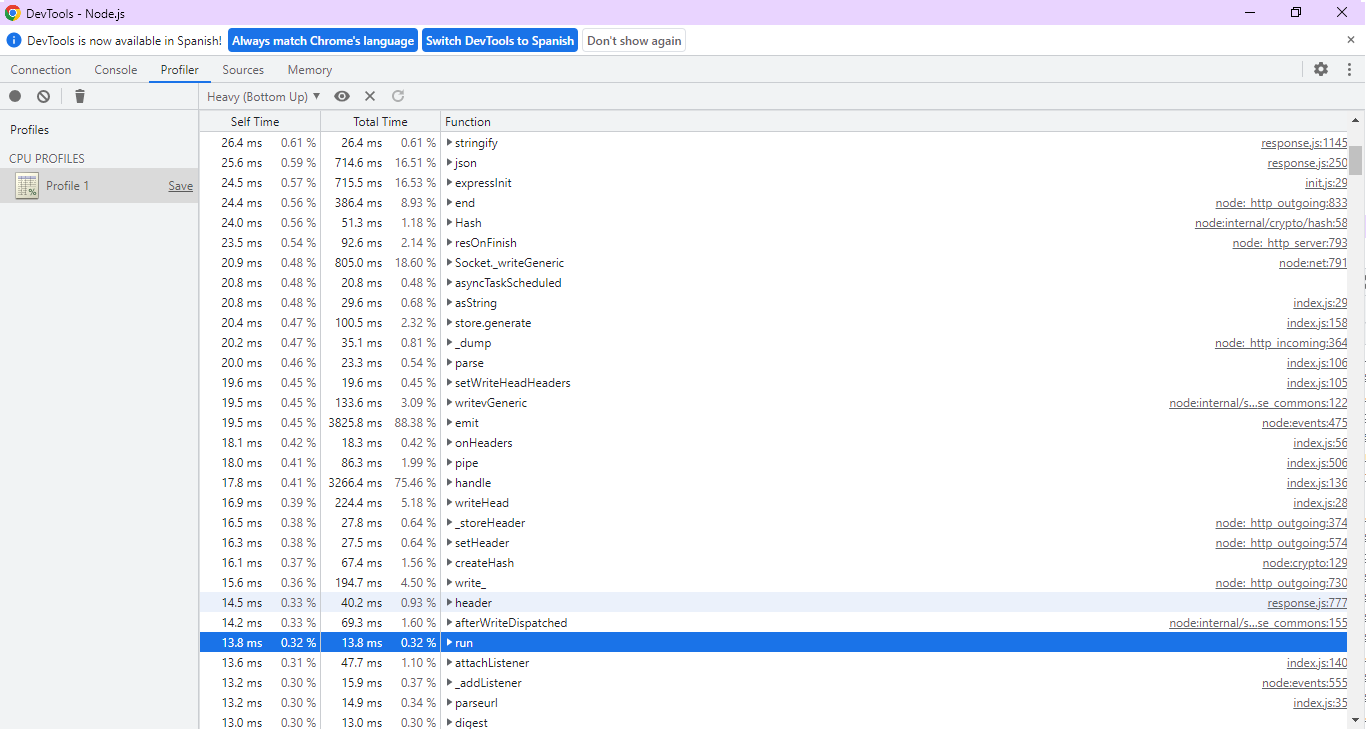 DevTools - Node.js
DevTools is now available in Spanish! Always match Chrome's language Switch DevTools to Spanish Don't show again
Connection Console Profiler Sources Memory
Heavy (Bottom Up)
Profiles
CPU PROFILES
Profile 1 Save
Self Time Total Time Function
26.4 ms 0.61 % 26.4 ms 0.61 % stringify response.js:1145
25.6 ms 0.59 % 714.6 ms 16.51 % json response.js:250
24.5 ms 0.57 % 715.5 ms 16.53 % expressInit init.js:29
24.4 ms 0.56 % 386.4 ms 8.93 % end node:_http_outgoing:833
24.0 ms 0.56 % 51.3 ms 1.18 % Hash node:internal/crypto/hash:58
23.5 ms 0.54 % 92.6 ms 2.14 % resOnFinish node:_http_server:793
20.9 ms 0.48 % 805.0 ms 18.60 % Socket._writeGeneric node:net:791
20.8 ms 0.48 % 20.8 ms 0.48 % asyncTaskScheduled
20.8 ms 0.48 % 29.6 ms 0.68 % asString index.js:29
20.4 ms 0.47 % 100.5 ms 2.32 % store.generate index.js:158
20.2 ms 0.47 % 35.1 ms 0.81 % _dump node:_http_incoming:364
20.0 ms 0.46 % 23.3 ms 0.54 % parse index.js:106
19.6 ms 0.45 % 19.6 ms 0.45 % setWriteHeadHeaders index.js:105
19.5 ms 0.45 % 133.6 ms 3.09 % writevGeneric node:internal/s...se_commons:122
19.5 ms 0.45 % 3825.8 ms 88.38 % emit node:events:475
18.1 ms 0.42 % 18.3 ms 0.42 % onHeaders index.js:56
18.0 ms 0.41 % 86.3 ms 1.99 % pipe index.js:506
17.8 ms 0.41 % 3266.4 ms 75.46 % handle index.js:136
16.9 ms 0.39 % 224.4 ms 5.18 % writeHead index.js:28
16.5 ms 0.38 % 27.8 ms 0.64 % _storeHeader node:_http_outgoing:374
16.3 ms 0.38 % 27.5 ms 0.64 % setHeader node:_http_outgoing:574
16.1 ms 0.37 % 67.4 ms 1.56 % createHash node:crypto:129
15.6 ms 0.36 % 194.7 ms 4.50 % write_ node:_http_outgoing:730
14.5 ms 0.33 % 40.2 ms 0.93 % header response.js:777
14.2 ms 0.33 % 69.3 ms 1.60 % afterWriteDispatched node:internal/s...se_commons:155
13.8 ms 0.32 % 13.8 ms 0.32 % run
13.6 ms 0.31 % 47.7 ms 1.10 % attachListener index.js:140
13.2 ms 0.30 % 15.9 ms 0.37 % _addListener node:events:555
13.2 ms 0.30 % 14.9 ms 0.34 % parseurl index.js:35
13.0 ms 0.30 % 13.0 ms 0.30 % digest